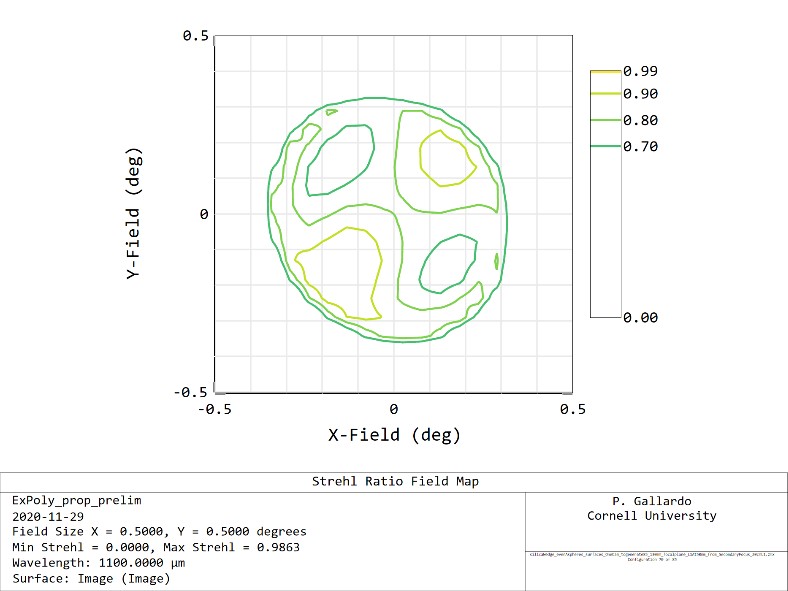 0.5
0
-0.5
-0.5
0
0.5
Y-Field (deg)
X-Field (deg)
0.99
0.90
0.80
0.70
0.00
Strehl Ratio Field Map
ExPoly_prop_prelim
2020-11-29
Field Size X = 0.5000, Y = 0.5000 degrees
Min Strehl = 0.0000, Max Strehl = 0.9863
Wavelength: 1100.0000 µm
Surface: Image (Image)
P. Gallardo
Cornell University